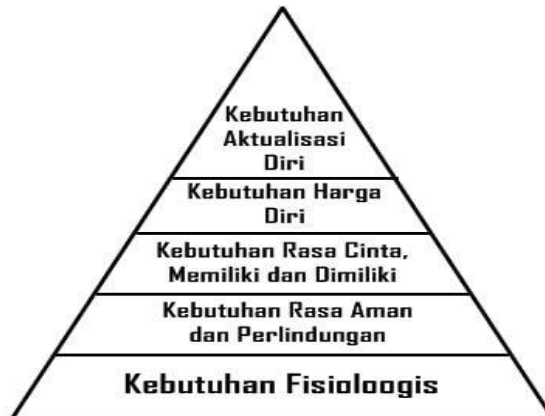 Kebutuhan
Aktualisasi
Diri
Kebutuhan Harga
Diri
Kebutuhan Rasa Cinta,
Memiliki dan Dimiliki
Kebutuhan Rasa Aman
dan Perlindungan
Kebutuhan Fisioloogis